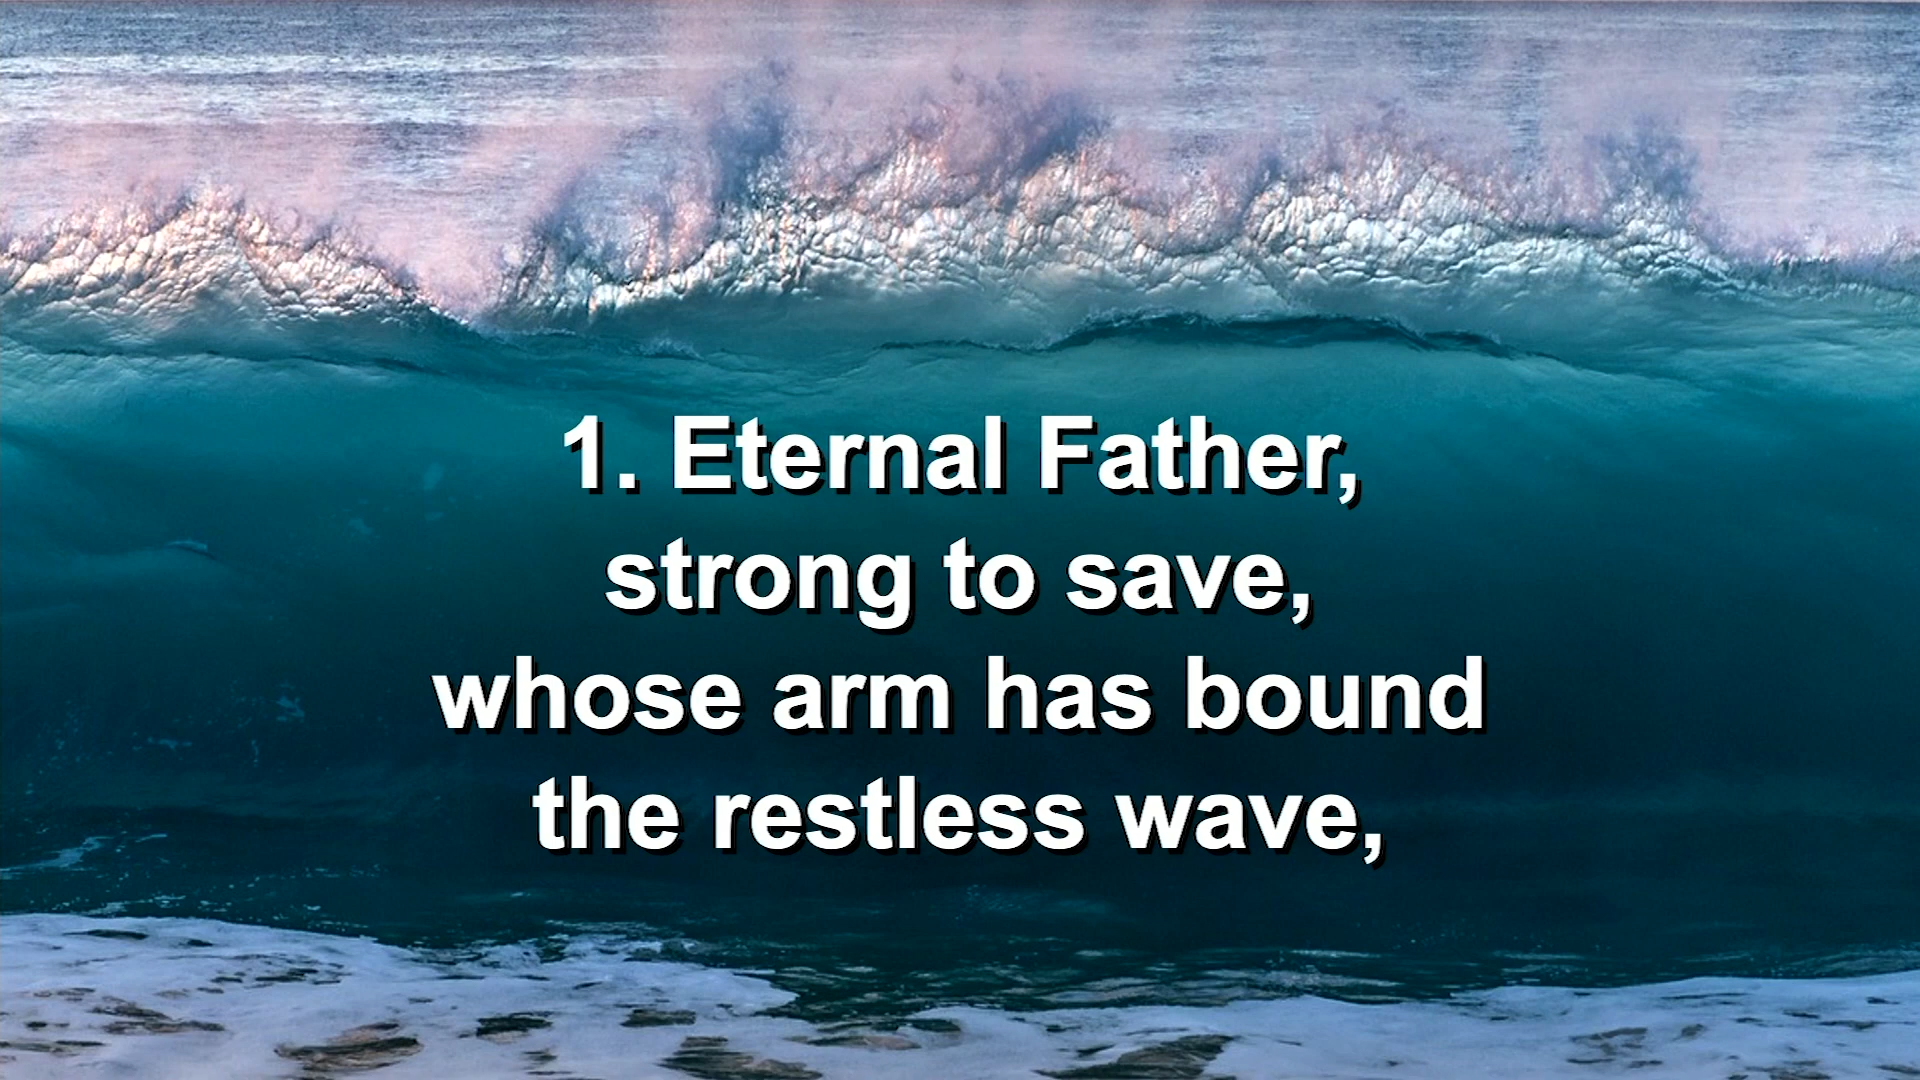 1. Eternal Father,
strong to save,
whose arm has bound
the restless wave,